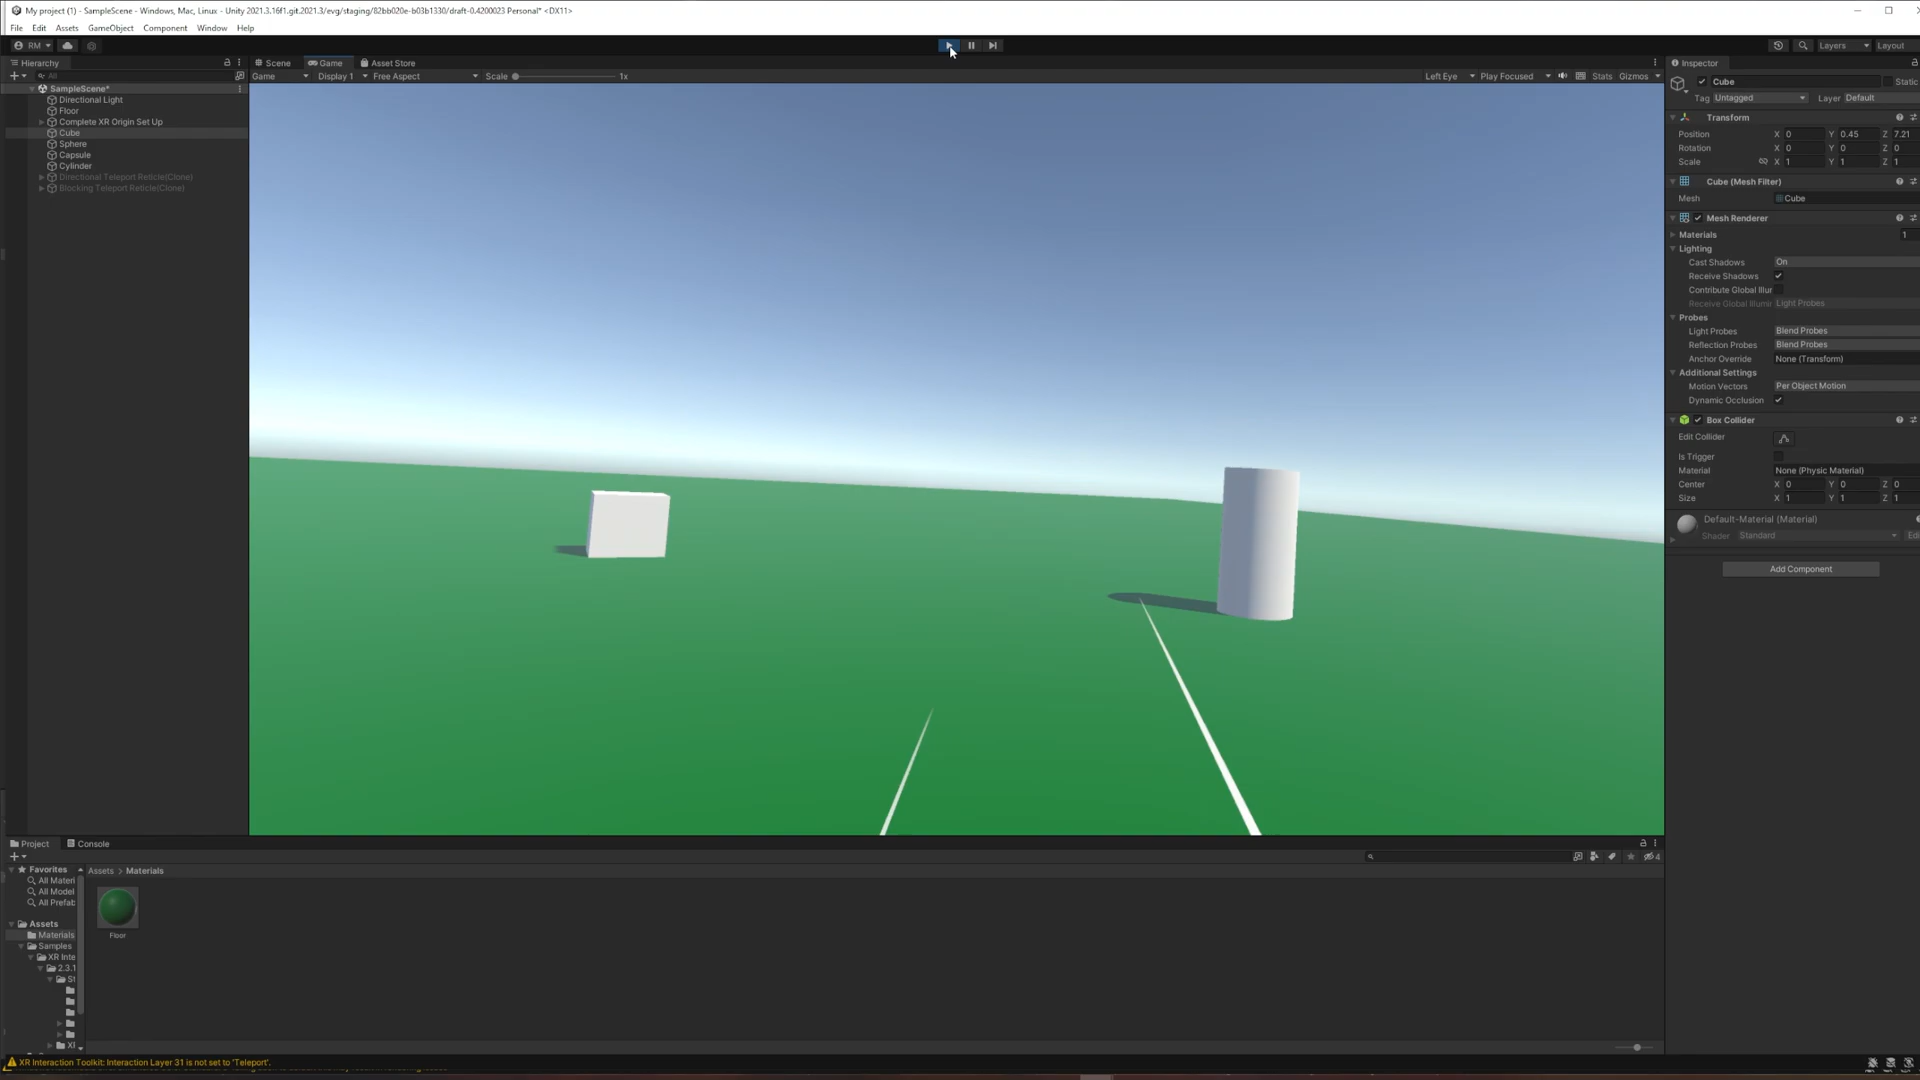 My project (1) - SampleScene - Windows, Mac, Linux - Unity 2021.3.16f1.git.2021.3/evg/staging/82bb020e-b03b1330/draft-0.4200023 Personal* <DX11>
File Edit Assets GameObject Component Window Help
RM Layers Layout
Hierarchy Scene Game Asset Store Inspector
All Game Display 1 Free Aspect Scale 1x Left Eye Play Focused Stats Gizmos
Cube Static
SampleScene*
Tag Untagged Layer Default
Directional Light
Floor
Complete XR Origin Set Up
Cube
Sphere
Capsule
Cylinder
Directional Teleport Reticle(Clone)
Blocking Teleport Reticle(Clone)
Transform
Position X 0 Y 0.45 Z 7.21
Rotation X 0 Y 0 Z 0
Scale X 1 Y 1 Z 1
Cube (Mesh Filter)
Mesh Cube
Mesh Renderer
Materials 1
Lighting
Cast Shadows On
Receive Shadows
Contribute Global Illur
Receive Global Illumin Light Probes
Probes
Light Probes Blend Probes
Reflection Probes Blend Probes
Anchor Override None (Transform)
Additional Settings
Motion Vectors Per Object Motion
Dynamic Occlusion
Box Collider
Edit Collider
Is Trigger
Material None (Physic Material)
Center X 0 Y 0 Z 0
Size X 1 Y 1 Z 1
Default-Material (Material)
Shader Standard Edi
Add Component
Project Console
4
Favorites
All Materi
All Model
All Prefab
Assets
Materials
Samples
XR Inte
2.3.1
St
XI
Assets > Materials
Floor
XR Interaction Toolkit: Interaction Layer 31 is not set to 'Teleport'.